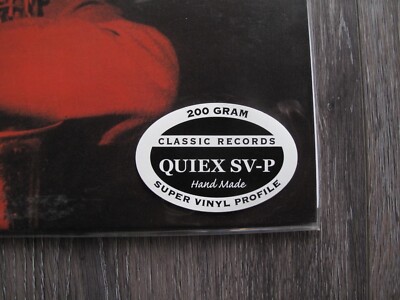 200 GRAM
CLASSIC RECORDS
QUIEX SV-P
Hand Made
SUPER VINYL PROFILE